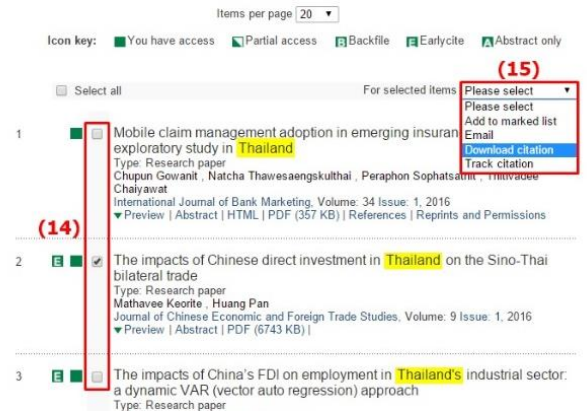 Items per page 20
Icon key: You have access Partial access B Backfile E Earlycite A Abstract only
(15)
Select all For selected items Please select
Please select
Add to marked list
Email
Download citation
Track citation
1 Mobile claim management adoption in emerging insuran
exploratory study in Thailand
Type: Research paper
Chupun Gowanit , Natcha Thawesaengskulthai , Peraphon Sophatsathit ,
Chaiyawat
International Journal of Bank Marketing, Volume: 34 Issue: 1, 2016
Preview | Abstract | HTML | PDF (357 KB) | References | Reprints and Permissions
(14)
2 E The impacts of Chinese direct investment in Thailand on the Sino-Thai
bilateral trade
Type: Research paper
Mathavee Keorite , Huang Pan
Journal of Chinese Economic and Foreign Trade Studies, Volume: 9 Issue: 1, 2016
Preview | Abstract | PDF (6743 KB) |
3 E The impacts of China's FDI on employment in Thailand's industrial sector:
a dynamic VAR (vector auto regression) approach
Type: Research paper